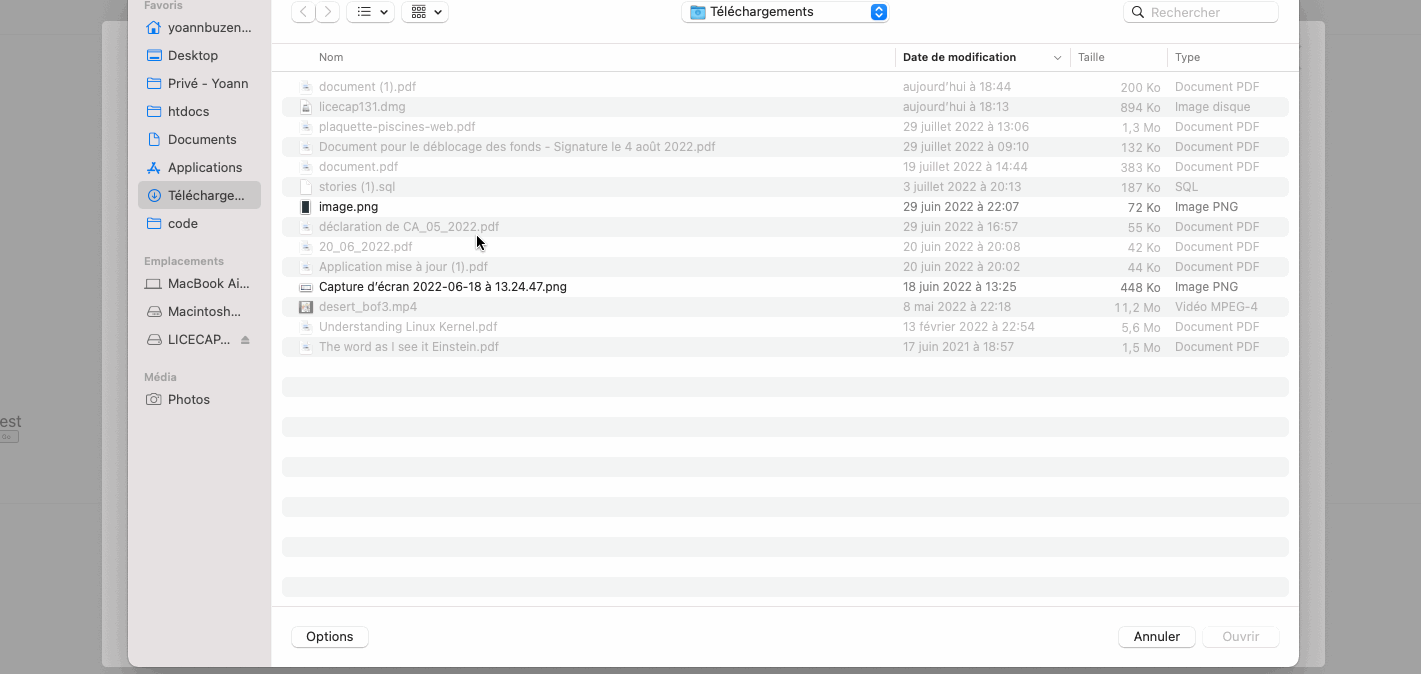 Favoris
yoannbuzen...
Desktop
Privé - Yoann
htdocs
Documents
Applications
Télécharge...
code
Emplacements
MacBook Ai...
Macintosh...
LICECAP...
Média
Photos
Téléchargements
Rechercher
Nom Date de modification Taille Type
document (1).pdf aujourd'hui à 18:44 200 Ko Document PDF
licecap131.dmg aujourd'hui à 18:13 894 Ko Image disque
plaquette-piscines-web.pdf 29 juillet 2022 à 13:06 1,3 Mo Document PDF
Document pour le déblocage des fonds - Signature le 4 août 2022.pdf 29 juillet 2022 à 09:10 132 Ko Document PDF
document.pdf 19 juillet 2022 à 14:44 383 Ko Document PDF
stories (1).sql 3 juillet 2022 à 20:13 187 Ko SQL
image.png 29 juin 2022 à 22:07 72 Ko Image PNG
déclaration de CA_05_2022.pdf 29 juin 2022 à 16:57 55 Ko Document PDF
20_06_2022.pdf 20 juin 2022 à 20:08 42 Ko Document PDF
Application mise à jour (1).pdf 20 juin 2022 à 20:02 44 Ko Document PDF
Capture d'écran 2022-06-18 à 13.24.47.png 18 juin 2022 à 13:25 448 Ko Image PNG
desert_bof3.mp4 8 mai 2022 à 22:18 11,2 Mo Vidéo MPEG-4
Understanding Linux Kernel.pdf 13 février 2022 à 22:54 5,6 Mo Document PDF
The word as I see it Einstein.pdf 17 juin 2021 à 18:57 1,5 Mo Document PDF
est
Go
Options Annuler Ouvrir